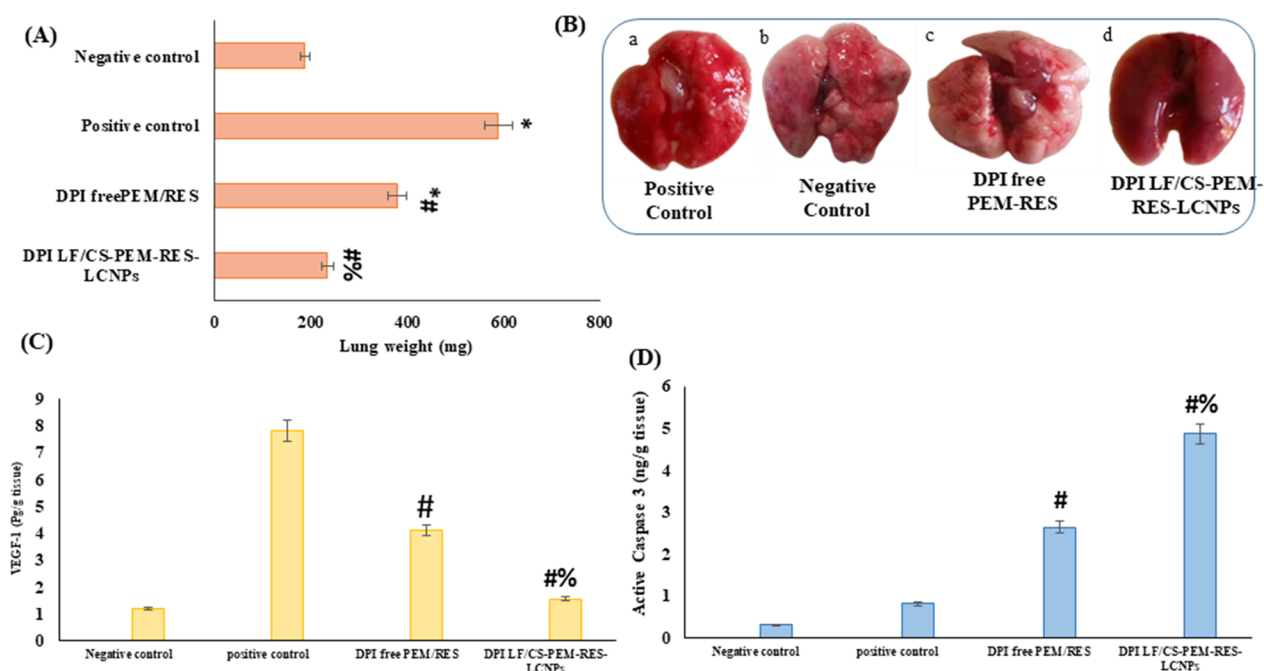 (A)
Negative control
Positive control
*
DPI freePEM/RES
#*
DPI LF/CS-PEM-RES-
LCNPs
#%
0
200
400
600
800
Lung weight (mg)
(B)
a
b
c
d
Positive
Control
Negative
Control
DPI free
PEM-RES
DPI LF/CS-PEM-
RES-LCNPs
(C)
9
8
7
6
5
4
3
2
1
0
VEGF-1 (Pg/g tissue)
#
#%
Negative control
positive control
DPI free PEM/RES
DPI LF/CS-PEM-RES-
LCNPs
(D)
6
5
4
3
2
1
0
Active Caspase 3 (ng/g tissue)
#
#%
Negative control
positive control
DPI free PEM/RES
DPI LF/CS-PEM-RES-
LCNPs